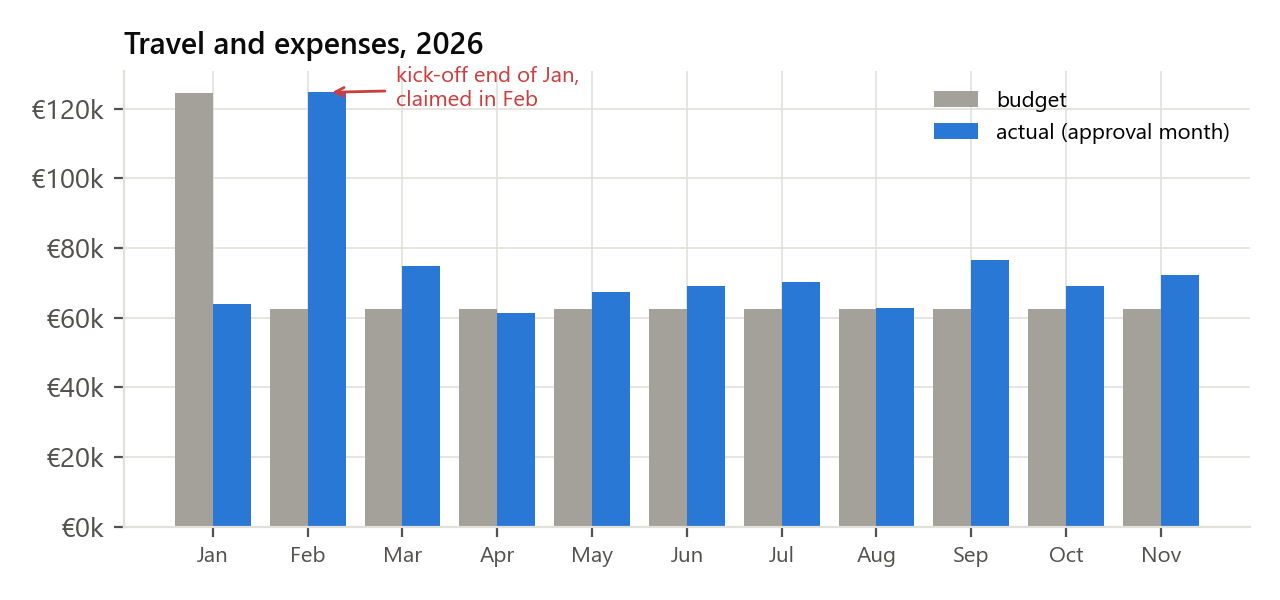 Travel and expenses, 2026
kick-off end of Jan,
claimed in Feb
budget
actual (approval month)
€120k
€100k
€80k
€60k
€40k
€20k
€0k
Jan Feb Mar Apr May Jun Jul Aug Sep Oct Nov